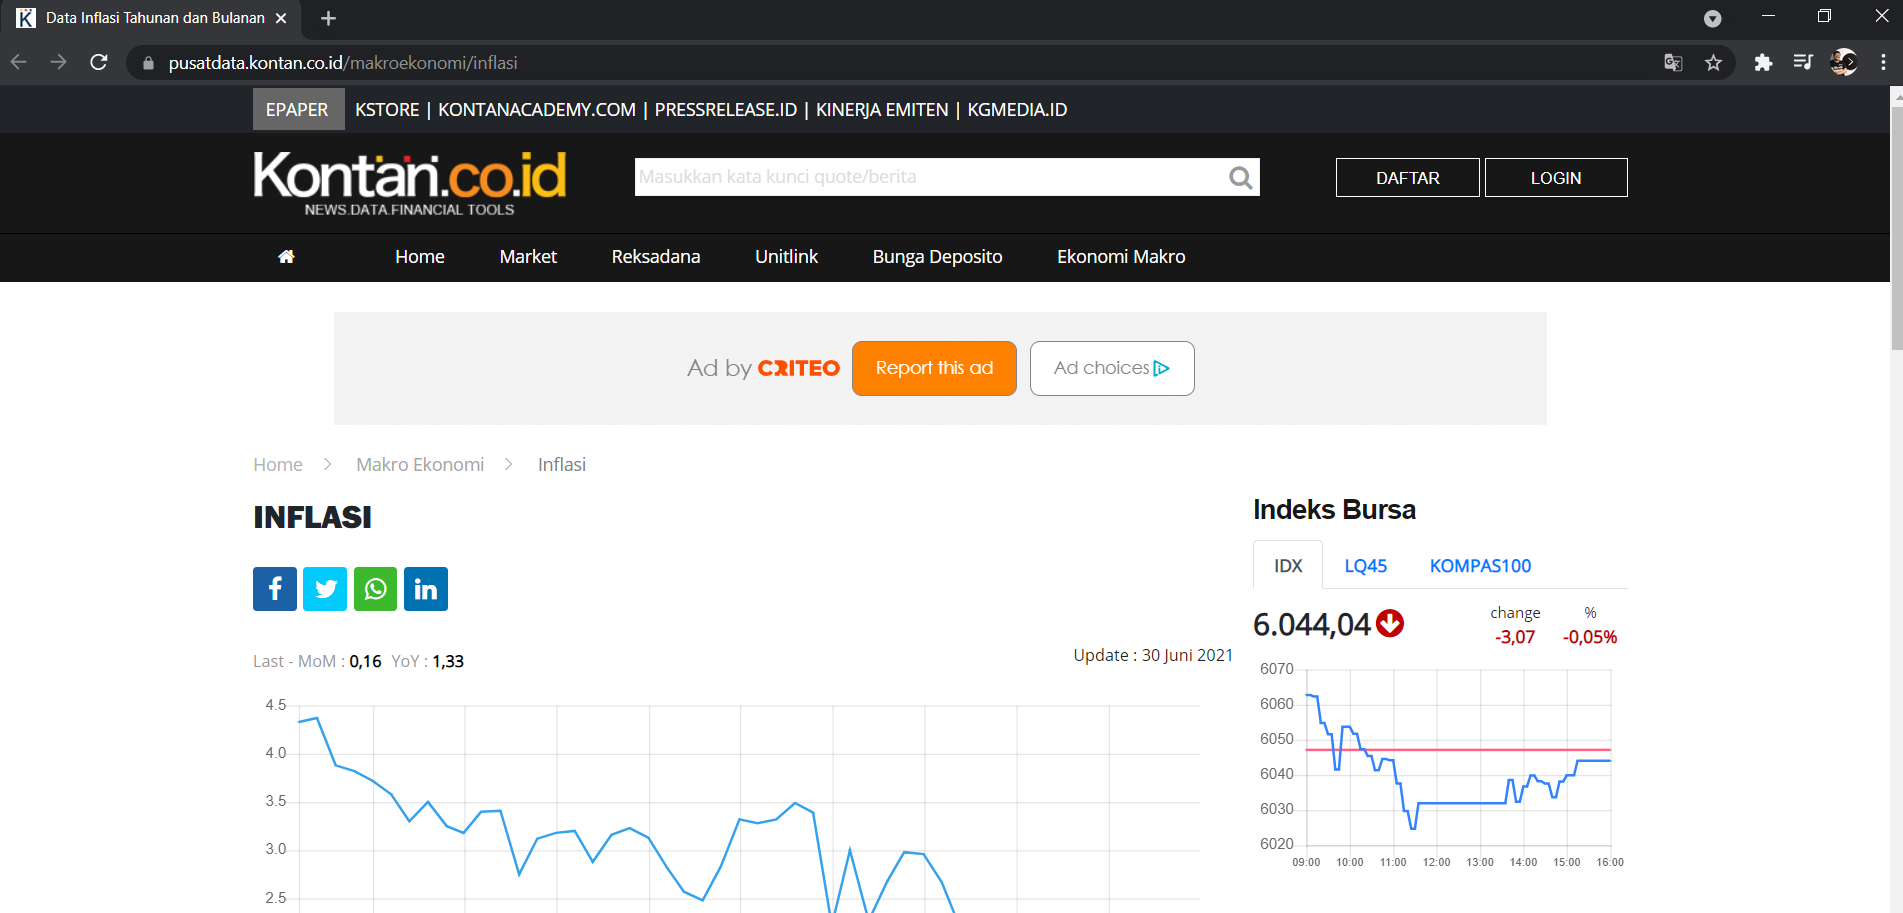 Data Inflasi Tahunan dan Bulanan
pusatdata.kontan.co.id/makroekonomi/inflasi
EPAPER KSTORE | KONTANACADEMY.COM | PRESSRELEASE.ID | KINERJA EMITEN | KGMEDIA.ID
Kontan.co.id
NEWS.DATA.FINANCIAL TOOLS
Masukkan kata kunci quote/berita
DAFTAR LOGIN
Home Market Reksadana Unitlink Bunga Deposito Ekonomi Makro
Ad by CRITEO Report this ad Ad choices
Home > Makro Ekonomi > Inflasi
INFLASI
Last - MoM : 0,16 YoY : 1,33
Update : 30 Juni 2021
4.5
4.0
3.5
3.0
2.5
Indeks Bursa
IDX LQ45 KOMPAS100
6.044,04
change %
-3,07 -0,05%
6070
6060
6050
6040
6030
6020
09:00 10:00 11:00 12:00 13:00 14:00 15:00 16:00